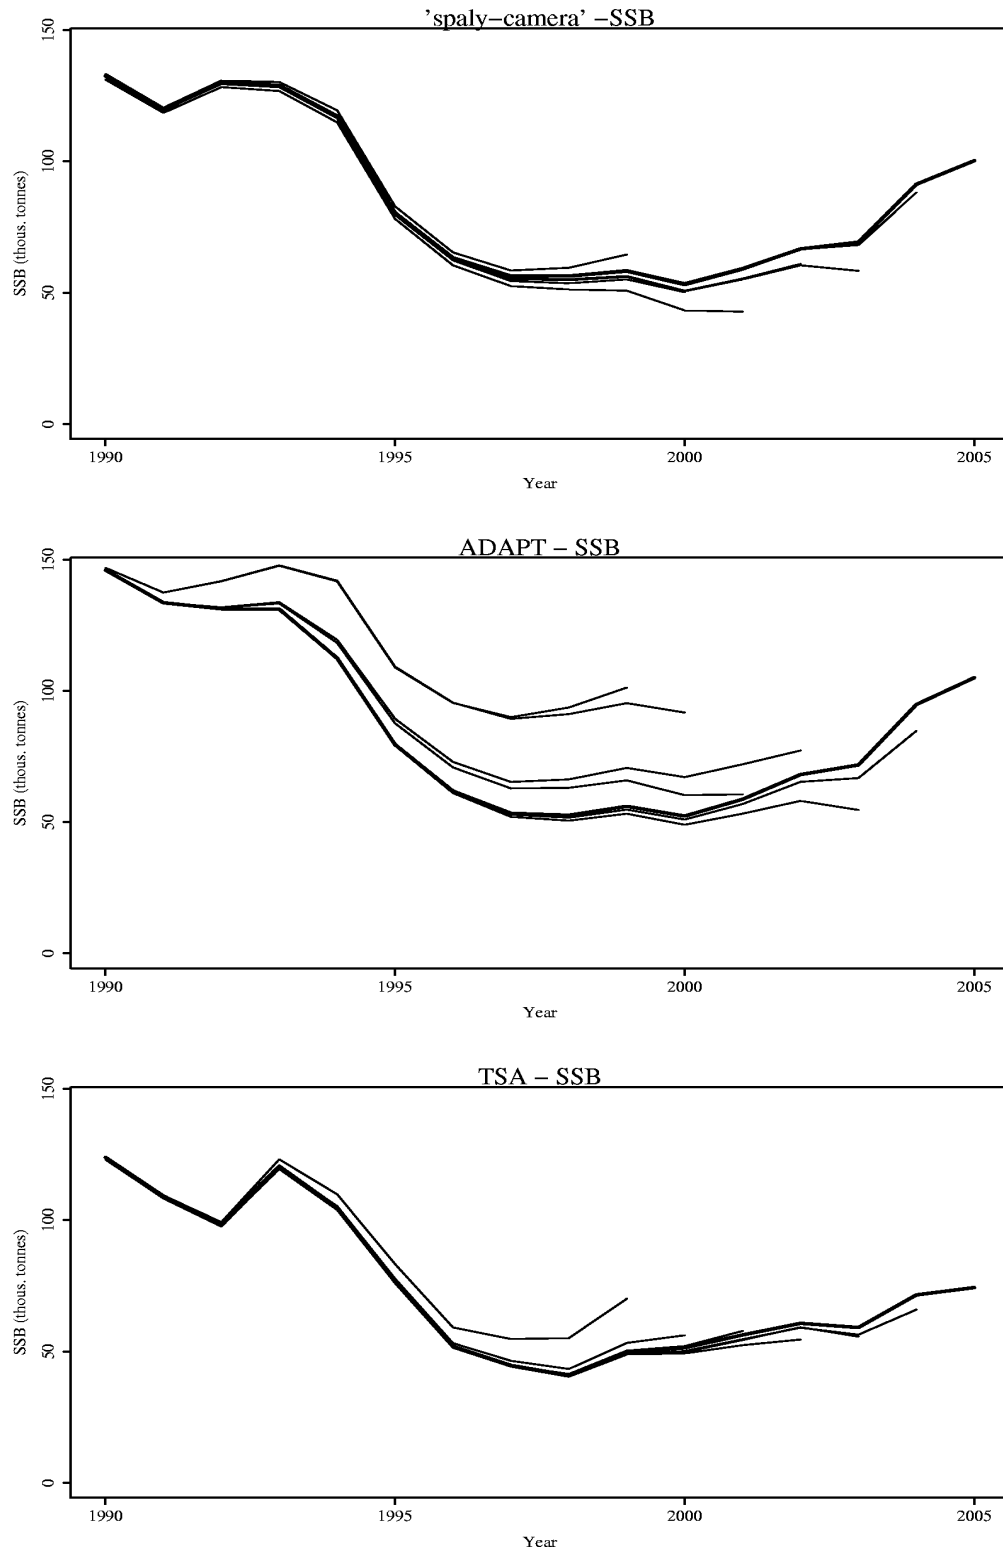 ’spaly−camera’ −SSB
150
100
50
0
SSB (thous. tonnes)
1990 1995 2000 2005
Year
ADAPT − SSB
150
100
50
0
SSB (thous. tonnes)
1990 1995 2000 2005
Year
TSA − SSB
150
100
50
0
SSB (thous. tonnes)
1990 1995 2000 2005
Year